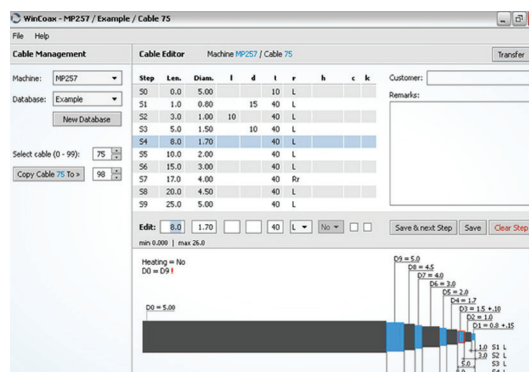 WinCoax - MP257 / Example / Cable 75
File Help
Cable Management
Cable Editor Machine MP257 / Cable 75
Transfer
Machine: MP257
Database: Example
New Database
Select cable (0 - 99): 75
Copy Cable 75 To > 98
Step Len. Diam. l d t r h c k
S0 0.0 5.00 10 L
S1 1.0 0.80 15 40 L
S2 3.0 1.00 10 40 L
S3 5.0 1.50 10 40 L
S4 8.0 1.70 40 L
S5 10.0 2.00 40 L
S6 15.0 3.00 40 L
S7 17.0 4.00 40 Rr
S8 20.0 4.50 40 L
S9 25.0 5.00 40 L
Customer:
Remarks:
Edit: 8.0 1.70 40 L No
Save & next Step Save Clear Step
min 0.000 | max 26.0
Heating = No
D0 = D9 !
D0 = 5.00
D9 = 5.0
D8 = 4.5
D7 = 4.0
D6 = 3.0
D5 = 2.0
D4 = 1.7
D3 = 1.5 +.10
D2 = 1.0
D1 = 0.8 +.15
1.0 S1 L
3.0 S2 L
5.0 S3 L